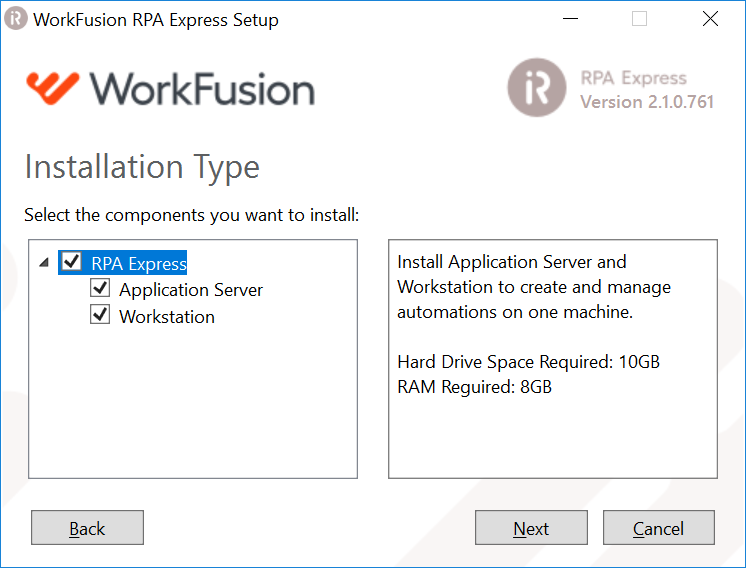 WorkFusion RPA Express Setup
WorkFusion
RPA Express
Version 2.1.0.761
Installation Type
Select the components you want to install:
RPA Express
Application Server
Workstation
Install Application Server and
Workstation to create and manage
automations on one machine.
Hard Drive Space Required: 10GB
RAM Reguired: 8GB
Back
Next
Cancel